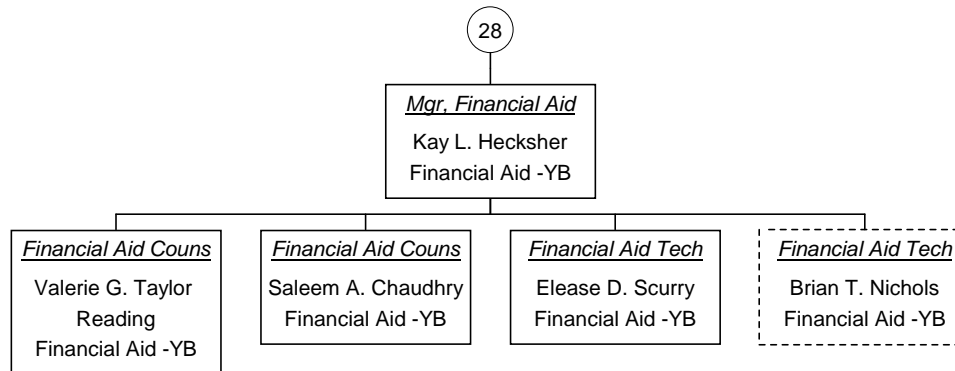 28
Mgr, Financial Aid
Kay L. Hecksher
Financial Aid -YB
Financial Aid Couns
Valerie G. Taylor
Reading
Financial Aid -YB
Financial Aid Couns
Saleem A. Chaudhry
Financial Aid -YB
Financial Aid Tech
Elease D. Scurry
Financial Aid -YB
Financial Aid Tech
Brian T. Nichols
Financial Aid -YB